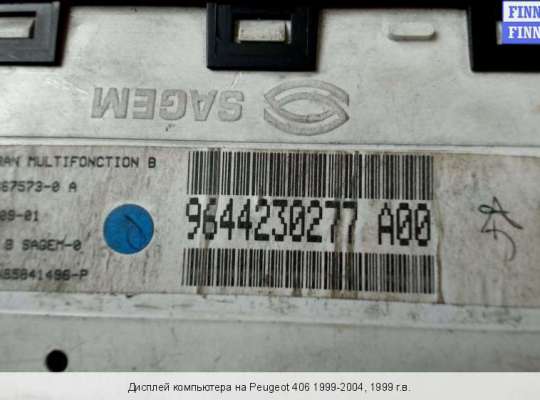 FINN
FINN
SAGEM
RAN MULTIFONCTION B
67573-0 A
09-01
B SAGEM-0
85841496-P
9644230277 A00
Дисплей компьютера на Peugeot 406 1999-2004, 1999 г.в.